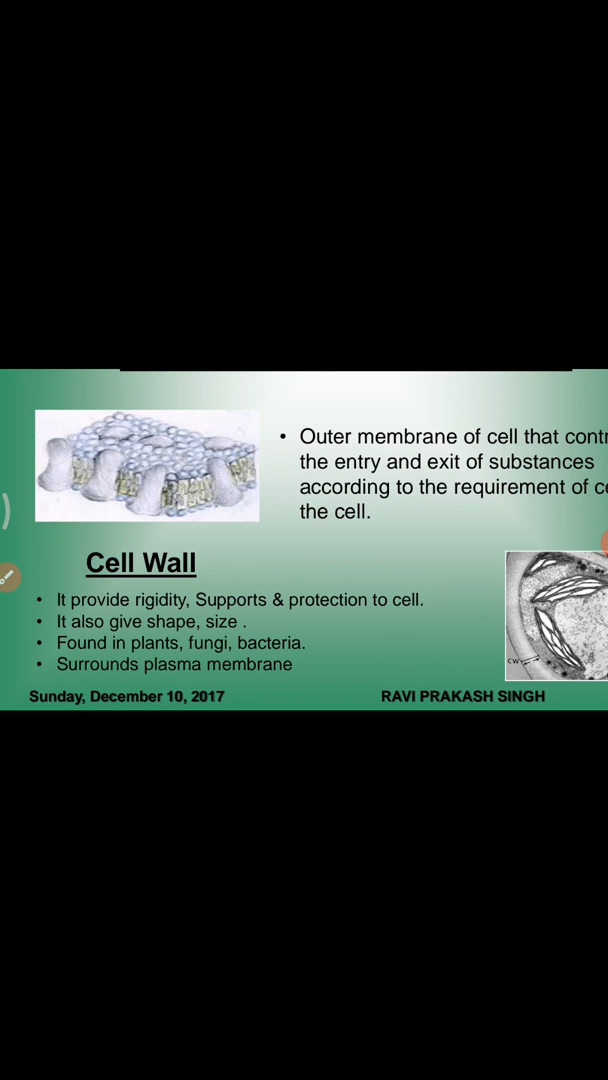 • Outer membrane of cell that
the entry and exit of substances
according to the requirement of
the cell.
Cell Wall
• It provide rigidity, Supports & protection to cell.
• It also give shape, size .
• Found in plants, fungi, bacteria.
• Surrounds plasma membrane
CW
Sunday, December 10, 2017
RAVI PRAKASH SINGH